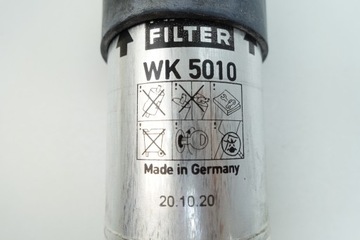 FILTER
WK 5010
Made in Germany
20.10.20